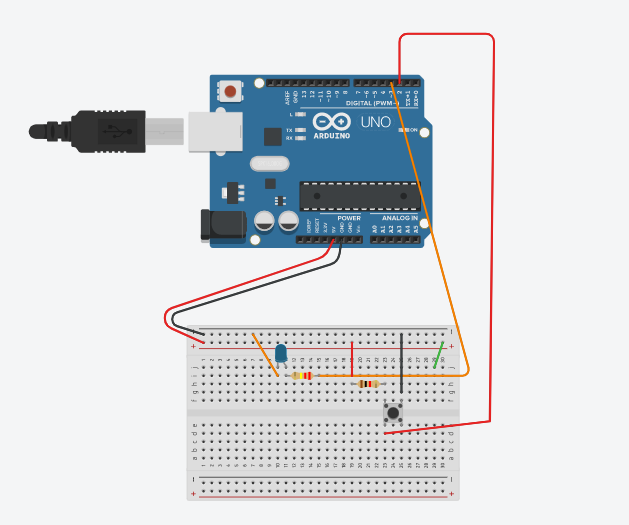 AREF
GND
13
12
~11
~10
~9
8
7
~6
~5
4
~3
2
TX→1
RX←0
DIGITAL (PWM~)
L
TX
RX
UNO
ON
ARDUINO
POWER
ANALOG IN
IOREF
RESET
3.3V
5V
GND
GND
Vin
A0
A1
A2
A3
A4
A5